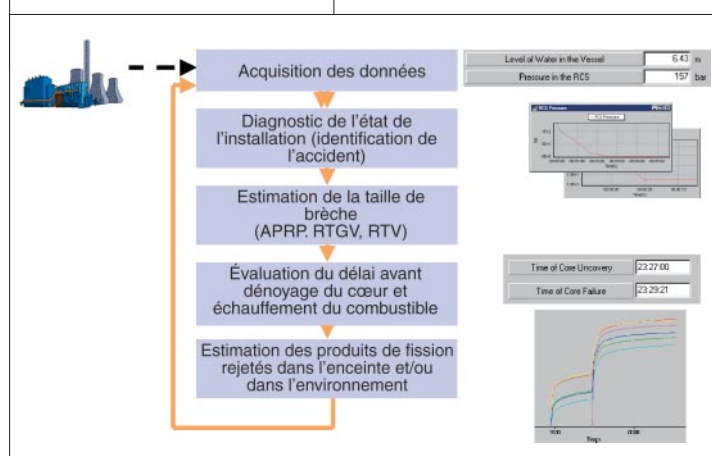 Acquisition des données
Diagnostic de l'état de
l'installation (identification de
l'accident)
Estimation de la taille de
brèche
(APRP. RTGV, RTV)
Évaluation du délai avant
dénoyage du cœur et
échauffement du combustible
Estimation des produits de fission
rejetés dans l'enceinte et/ou
dans l'environnement
Level of Water in the Vessel 6.43 m
Pressure in the RCS 157 bar
RCS Pressure
RCS Pressure
Time of Core Uncovery 23:27:00
Time of Core Failure 23:29:21